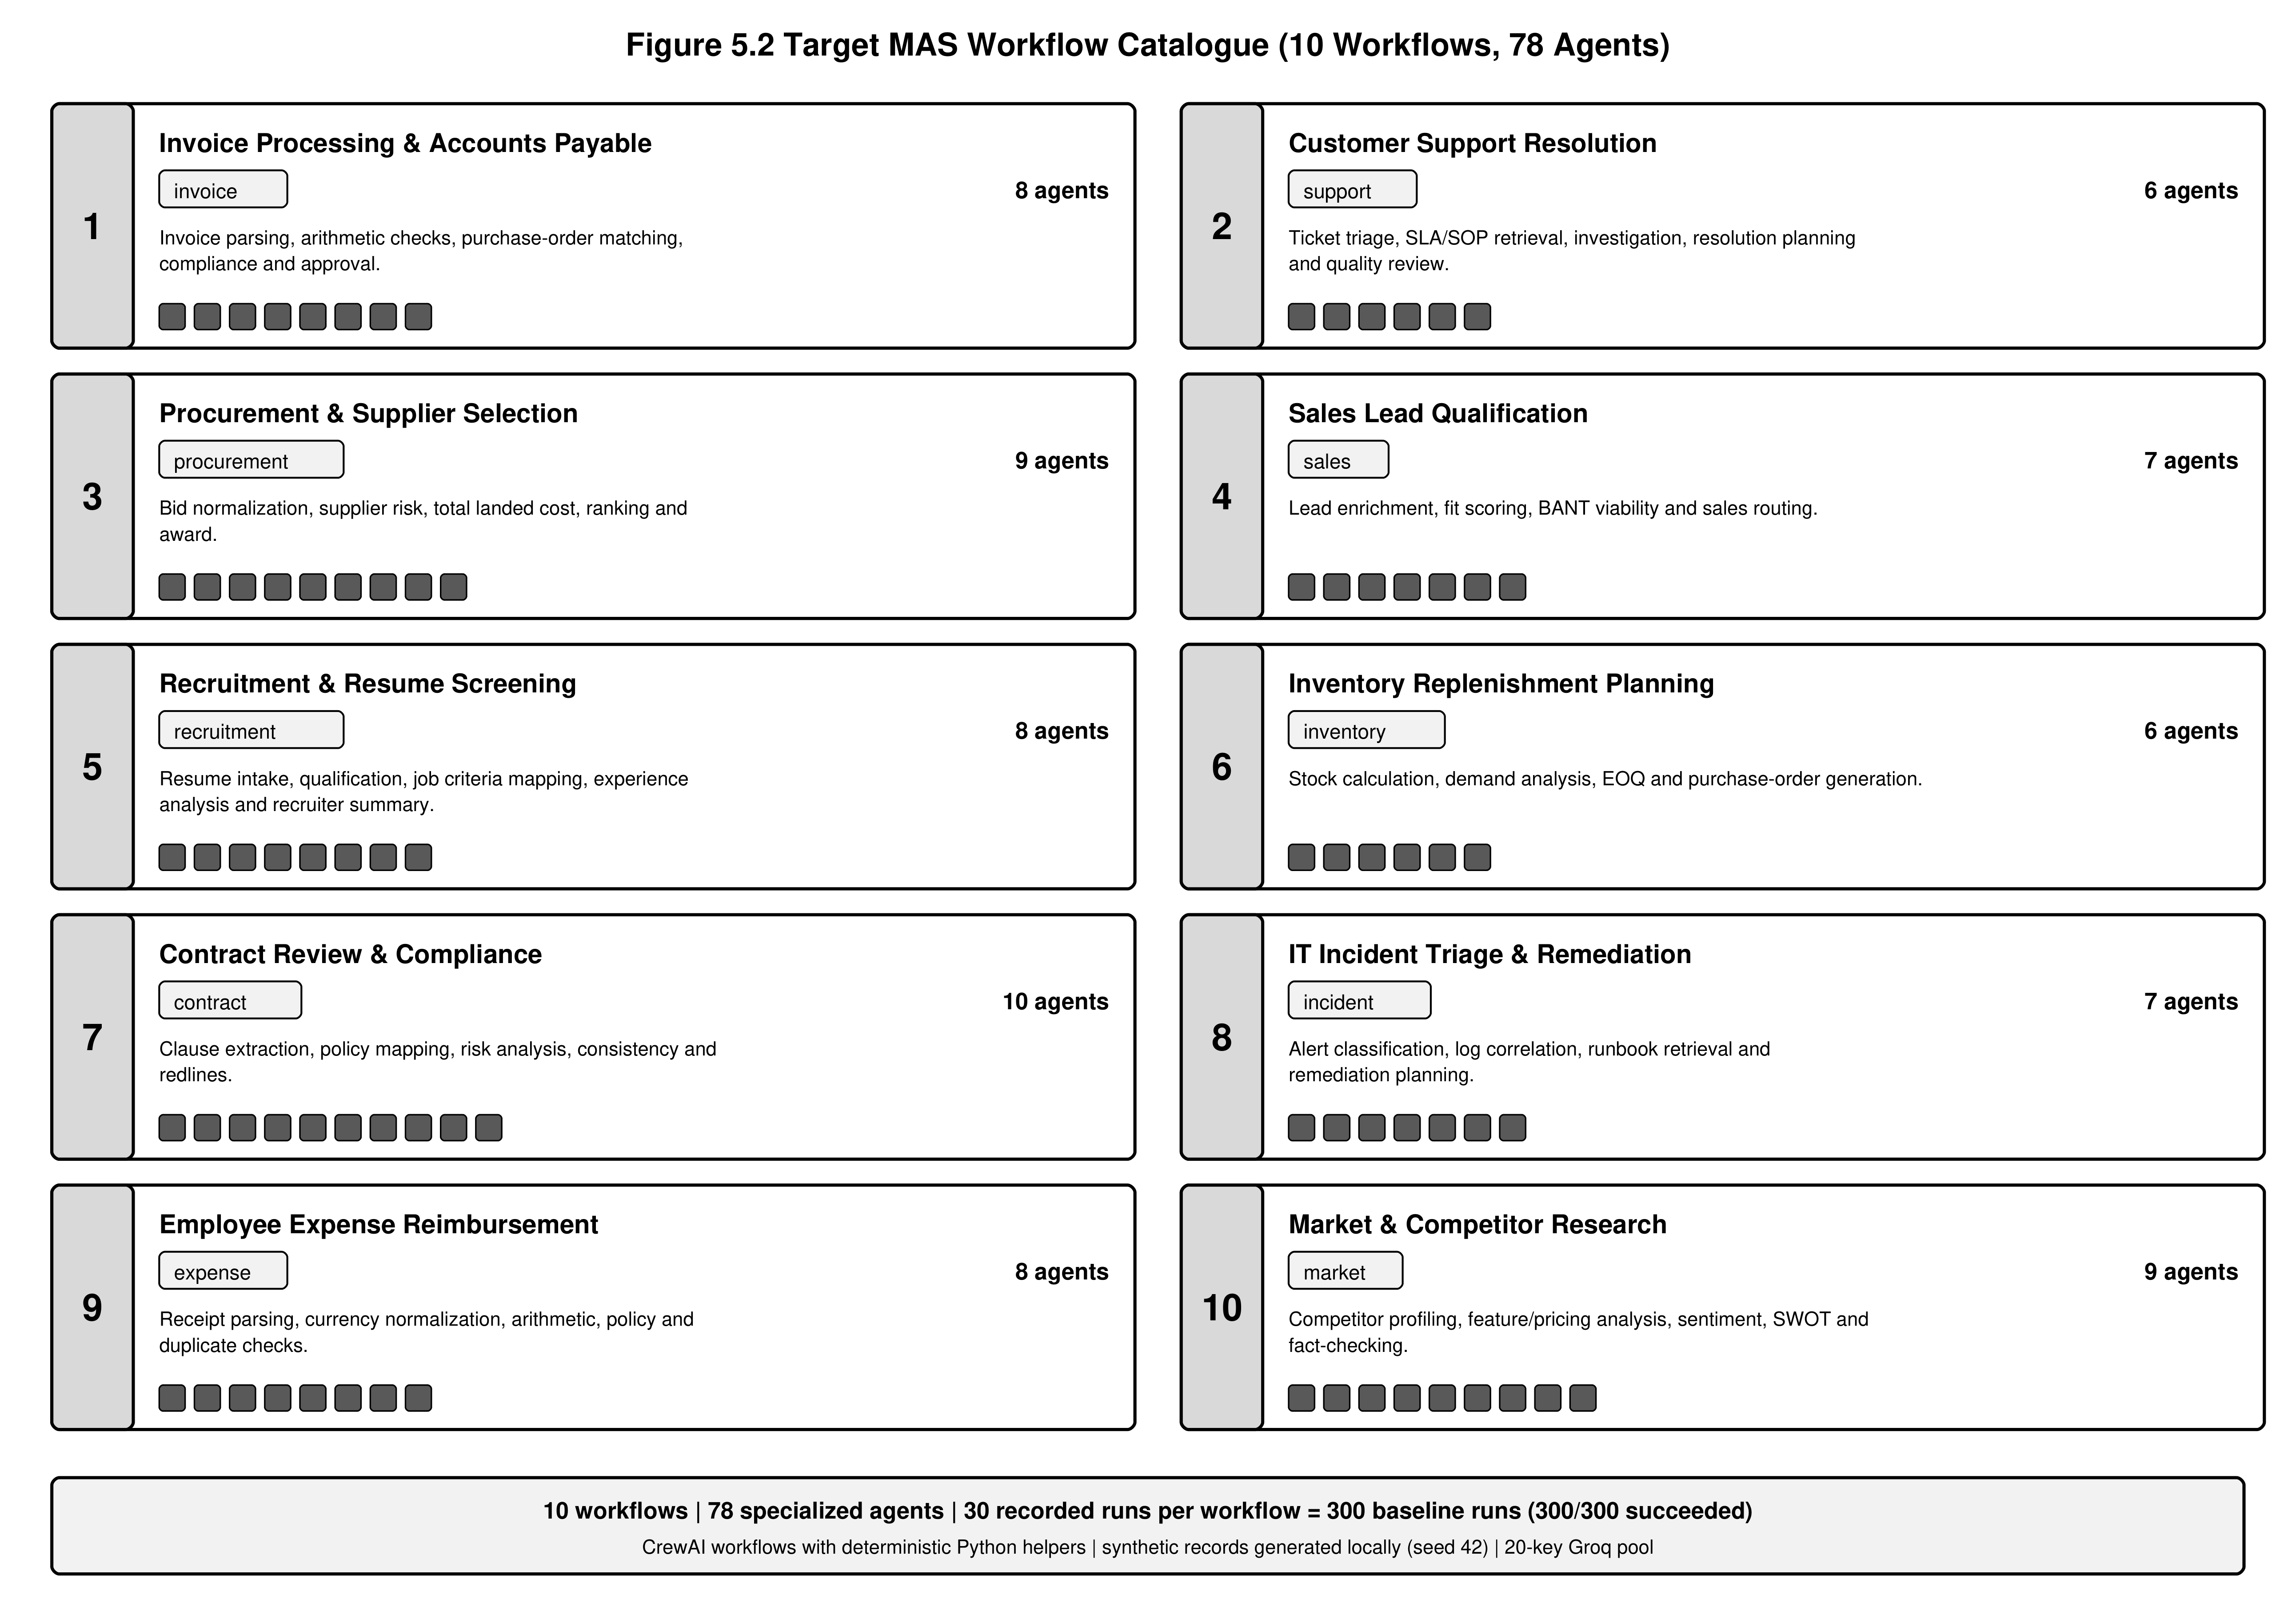 Figure 5.2 Target MAS Workflow Catalogue (10 Workflows, 78 Agents)
1
Invoice Processing & Accounts Payable
invoice
8 agents
Invoice parsing, arithmetic checks, purchase-order matching,
compliance and approval.
2
Customer Support Resolution
support
6 agents
Ticket triage, SLA/SOP retrieval, investigation, resolution planning
and quality review.
3
Procurement & Supplier Selection
procurement
9 agents
Bid normalization, supplier risk, total landed cost, ranking and
award.
4
Sales Lead Qualification
sales
7 agents
Lead enrichment, fit scoring, BANT viability and sales routing.
5
Recruitment & Resume Screening
recruitment
8 agents
Resume intake, qualification, job criteria mapping, experience
analysis and recruiter summary.
6
Inventory Replenishment Planning
inventory
6 agents
Stock calculation, demand analysis, EOQ and purchase-order generation.
7
Contract Review & Compliance
contract
10 agents
Clause extraction, policy mapping, risk analysis, consistency and
redlines.
8
IT Incident Triage & Remediation
incident
7 agents
Alert classification, log correlation, runbook retrieval and
remediation planning.
9
Employee Expense Reimbursement
expense
8 agents
Receipt parsing, currency normalization, arithmetic, policy and
duplicate checks.
10
Market & Competitor Research
market
9 agents
Competitor profiling, feature/pricing analysis, sentiment, SWOT and
fact-checking.
10 workflows | 78 specialized agents | 30 recorded runs per workflow = 300 baseline runs (300/300 succeeded)
CrewAI workflows with deterministic Python helpers | synthetic records generated locally (seed 42) | 20-key Groq pool